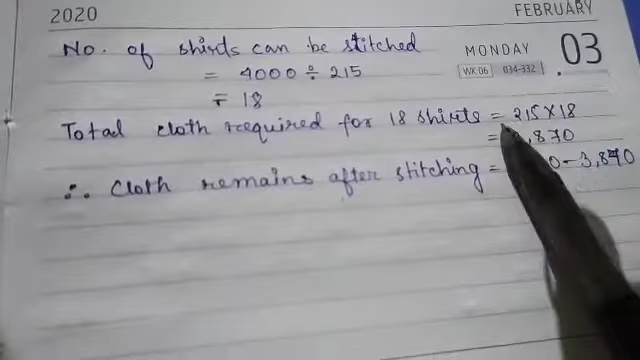 2020
FEBRUARY
MONDAY
03
WK 06 034-332
No. of shirds can be stitched
= 4000 ÷ 215
= 18
Total cloth required for 18 shirts = 215 × 18
= ,870
∴ Cloth remains after stitching = 0 - 3,870